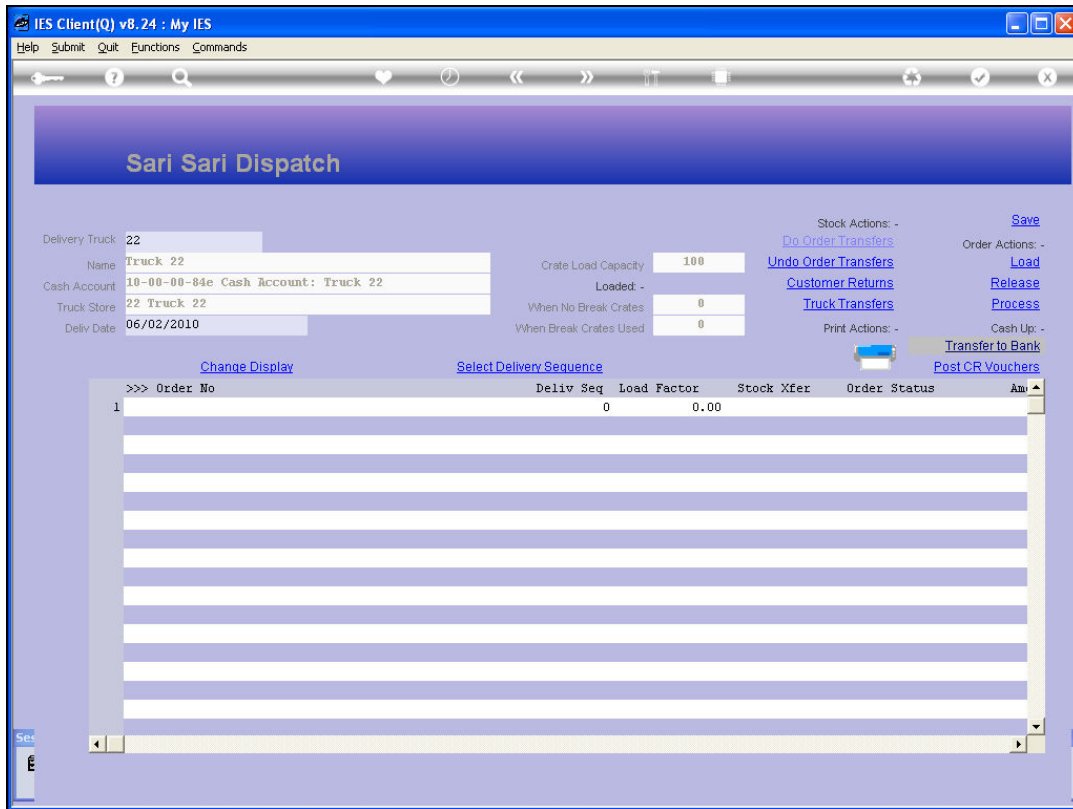 IES Client(Q) v8.24 : My IES
Help Submit Quit Functions Commands
Sari Sari Dispatch
Stock Actions: - Save
Delivery Truck 22 Do Order Transfers Order Actions: -
Name Truck 22 Crate Load Capacity 100 Undo Order Transfers Load
Cash Account 10-00-00-84e Cash Account: Truck 22 Loaded: - Customer Returns Release
Truck Store 22 Truck 22 When No Break Crates 0 Truck Transfers Process
Deliv Date 06/02/2010 When Break Crates Used 0 Print Actions: - Cash Up: -
Transfer to Bank
Change Display Select Delivery Sequence Post CR Vouchers
>>> Order No Deliv Seq Load Factor Stock Xfer Order Status Am
1 0 0.00
Ses